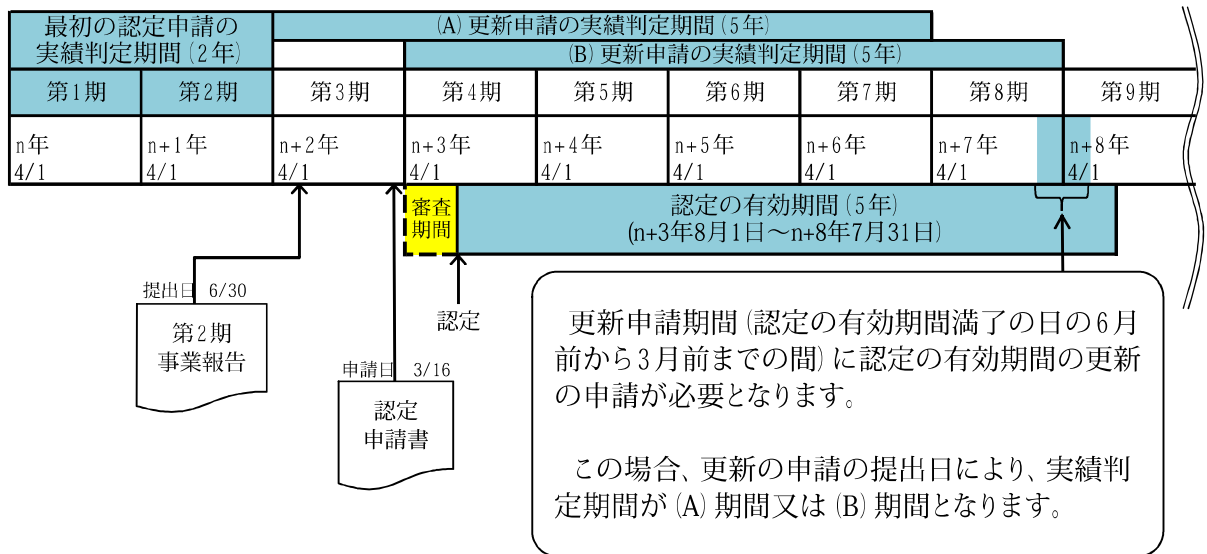 最初の認定申請の
実績判定期間(2年)
(A)更新申請の実績判定期間(5年)
(B)更新申請の実績判定期間(5年)
第1期 第2期 第3期 第4期 第5期 第6期 第7期 第8期 第9期
n年 n+1年 n+2年 n+3年 n+4年 n+5年 n+6年 n+7年 n+8年
4/1 4/1 4/1 4/1 4/1 4/1 4/1 4/1 4/1
審査
期間
認定の有効期間(5年)
(n+3年8月1日～n+8年7月31日)
提出日 6/30
第2期
事業報告
申請日 3/16
認定
申請書
認定
更新申請期間(認定の有効期間満了の日の6月
前から3月前までの間)に認定の有効期間の更新
の申請が必要となります。
この場合、更新の申請の提出日により、実績判
定期間が(A)期間又は(B)期間となります。